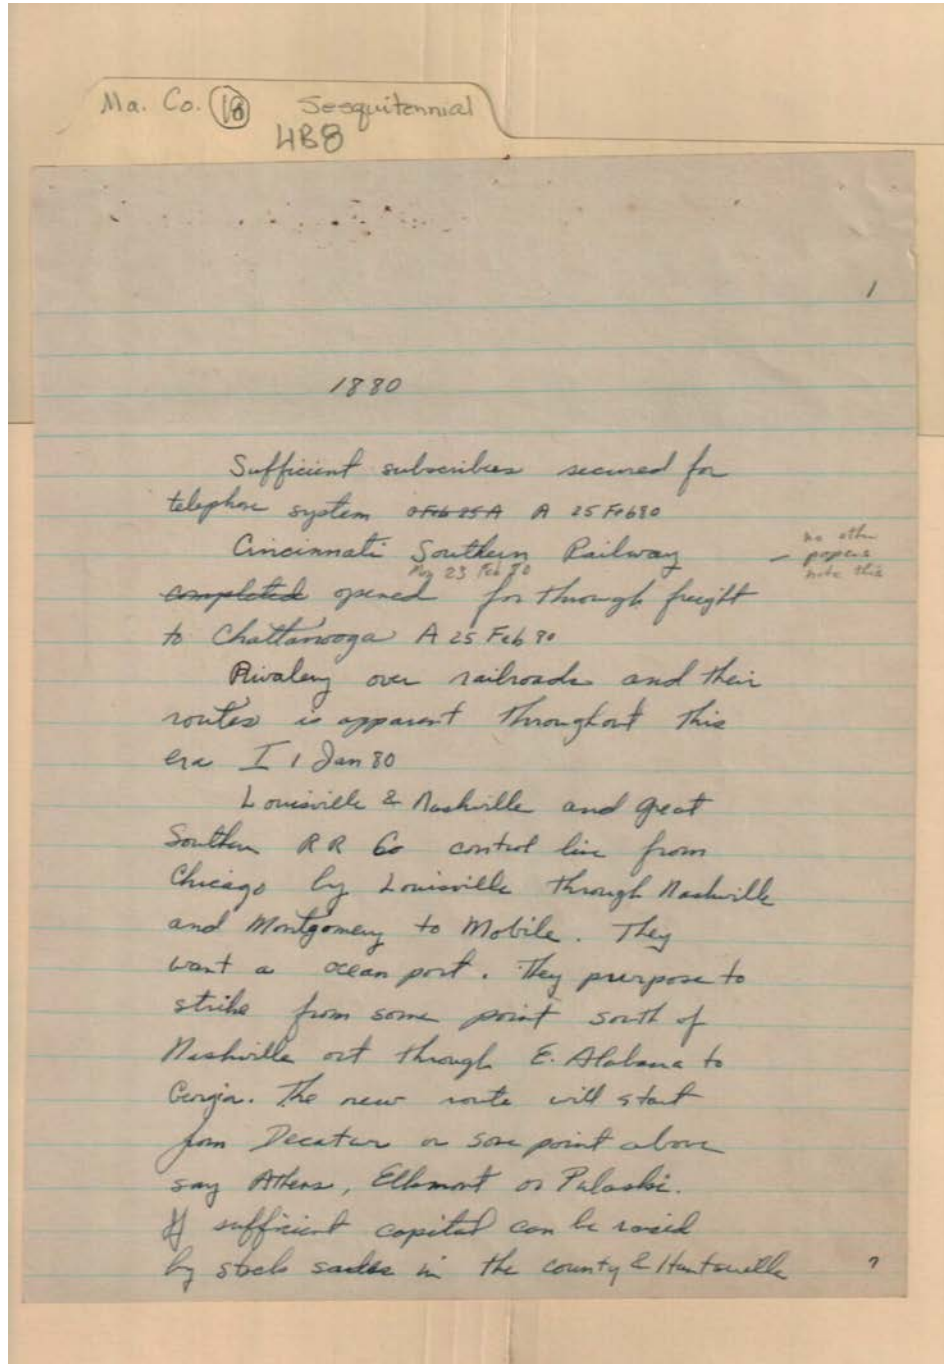 Ma. Co. 18 Sesquitennial
4B8
1
1880
Sufficient subscribers secured for
telephone system A 25 Feb 80
no other
papers
note this
Cincinnati Southern Railway –
23 Feb 80
completed opened for through freight
to Chattanooga A 25 Feb 80
Rivalry over railroads and their
routes is apparent throughout this
era I 1 Jan 80
Louisville & Nashville and Great
Southern RR Co control line from
Chicago by Louisville through Nashville
and Montgomery to Mobile. They
want a ocean port. They purpose to
strike from some point south of
Nashville out through E. Alabama to
Georgia. The new route will start
from Decatur or some point above
say Athens, Elkmont or Pulaski.
If sufficient capital can be raised
by stock sales in the county & Huntsville ?